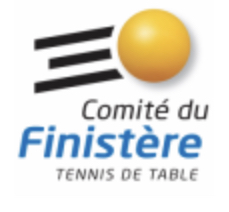 Comité du
Finistère
TENNIS DE TABLE